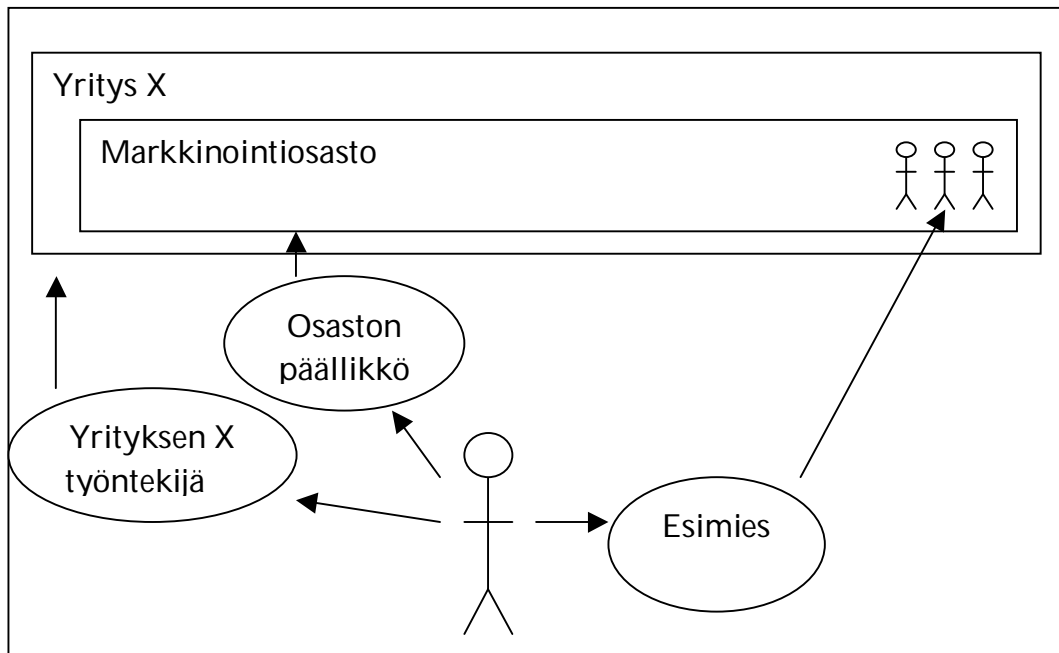 Yritys X
Markkinointiosasto
Osaston
päällikkö
Yrityksen X
työntekijä
Esimies